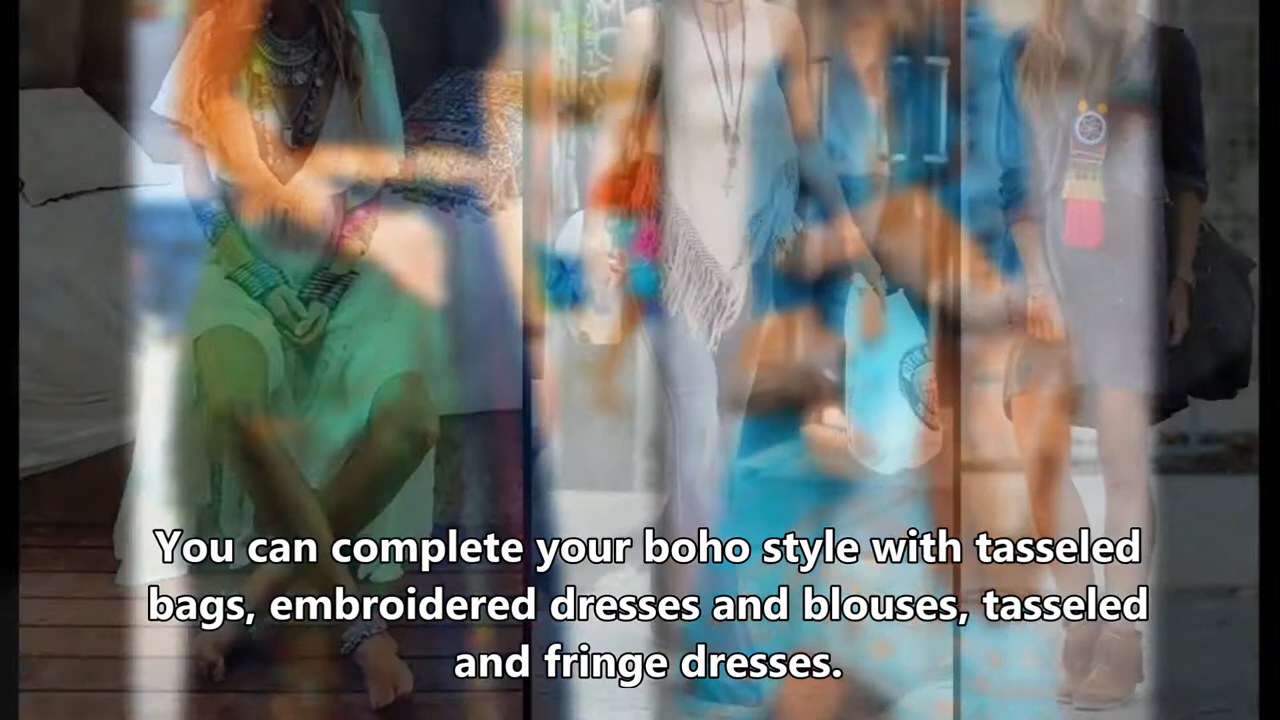 You can complete your boho style with tasseled
bags, embroidered dresses and blouses, tasseled
and fringe dresses.